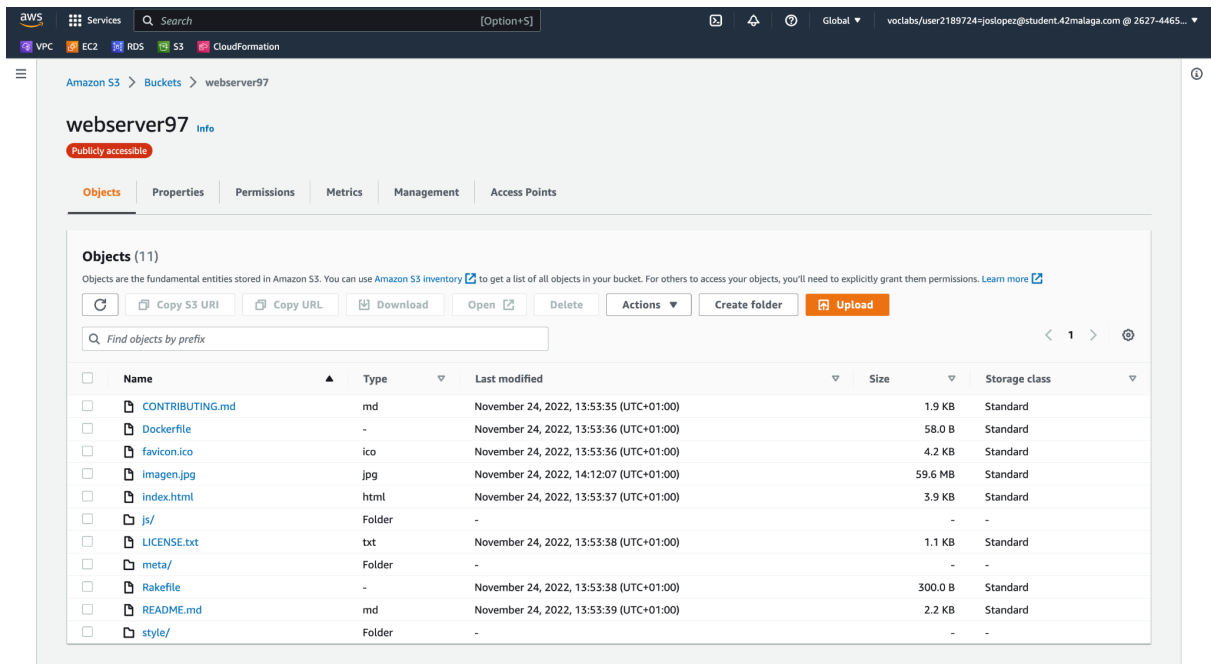 aws Services Search [Option+S] Global ▼ voclabs/user2189724=joslopez@student.42malaga.com @ 2627-4465... ▼
VPC EC2 RDS S3 CloudFormation
Amazon S3 > Buckets > webserver97
webserver97 Info
Publicly accessible
Objects Properties Permissions Metrics Management Access Points
Objects (11)
Objects are the fundamental entities stored in Amazon S3. You can use Amazon S3 inventory to get a list of all objects in your bucket. For others to access your objects, you'll need to explicitly grant them permissions. Learn more
Copy S3 URI Copy URL Download Open Delete Actions ▼ Create folder Upload
Find objects by prefix < 1 >
Name ▲ Type ▽ Last modified ▽ Size ▽ Storage class ▽
CONTRIBUTING.md md November 24, 2022, 13:53:35 (UTC+01:00) 1.9 KB Standard
Dockerfile - November 24, 2022, 13:53:36 (UTC+01:00) 58.0 B Standard
favicon.ico ico November 24, 2022, 13:53:36 (UTC+01:00) 4.2 KB Standard
imagen.jpg jpg November 24, 2022, 14:12:07 (UTC+01:00) 59.6 MB Standard
index.html html November 24, 2022, 13:53:37 (UTC+01:00) 3.9 KB Standard
js/ Folder - - -
LICENSE.txt txt November 24, 2022, 13:53:38 (UTC+01:00) 1.1 KB Standard
meta/ Folder - - -
Rakefile - November 24, 2022, 13:53:38 (UTC+01:00) 300.0 B Standard
README.md md November 24, 2022, 13:53:39 (UTC+01:00) 2.2 KB Standard
style/ Folder - - -